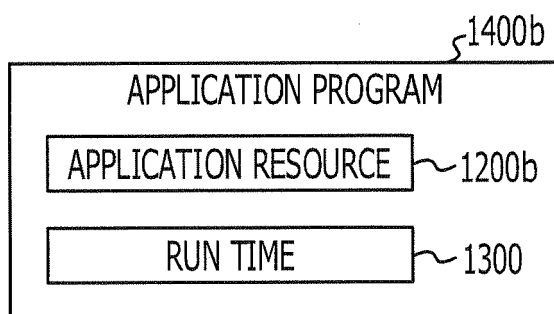 1400b
APPLICATION PROGRAM
APPLICATION RESOURCE
1200b
RUN TIME
1300